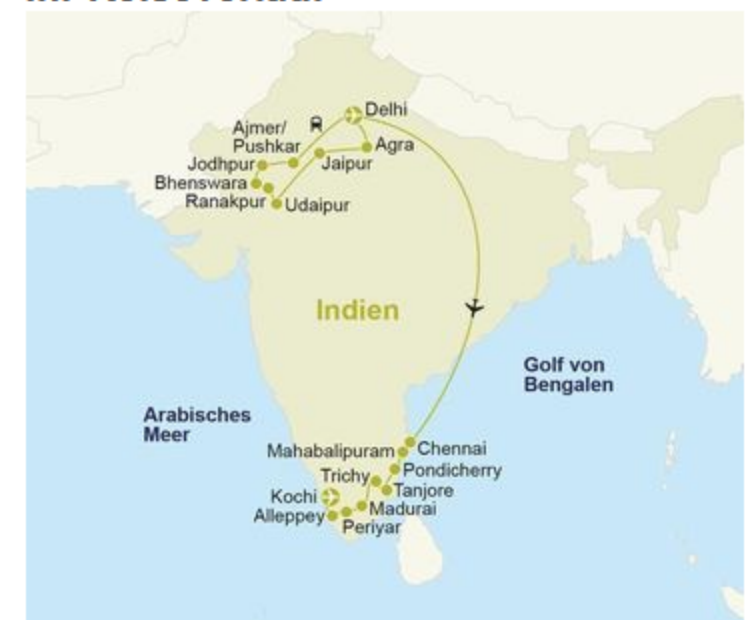 Delhi
Ajmer/
Pushkar
Agra
Jaipur
Jodhpur
Bhenswara
Ranakpur
Udaipur
Indien
Golf von
Bengalen
Arabisches
Meer
Mahabalipuram
Chennai
Pondicherry
Trichy
Tanjore
Kochi
Madurai
Alleppey
Periyar